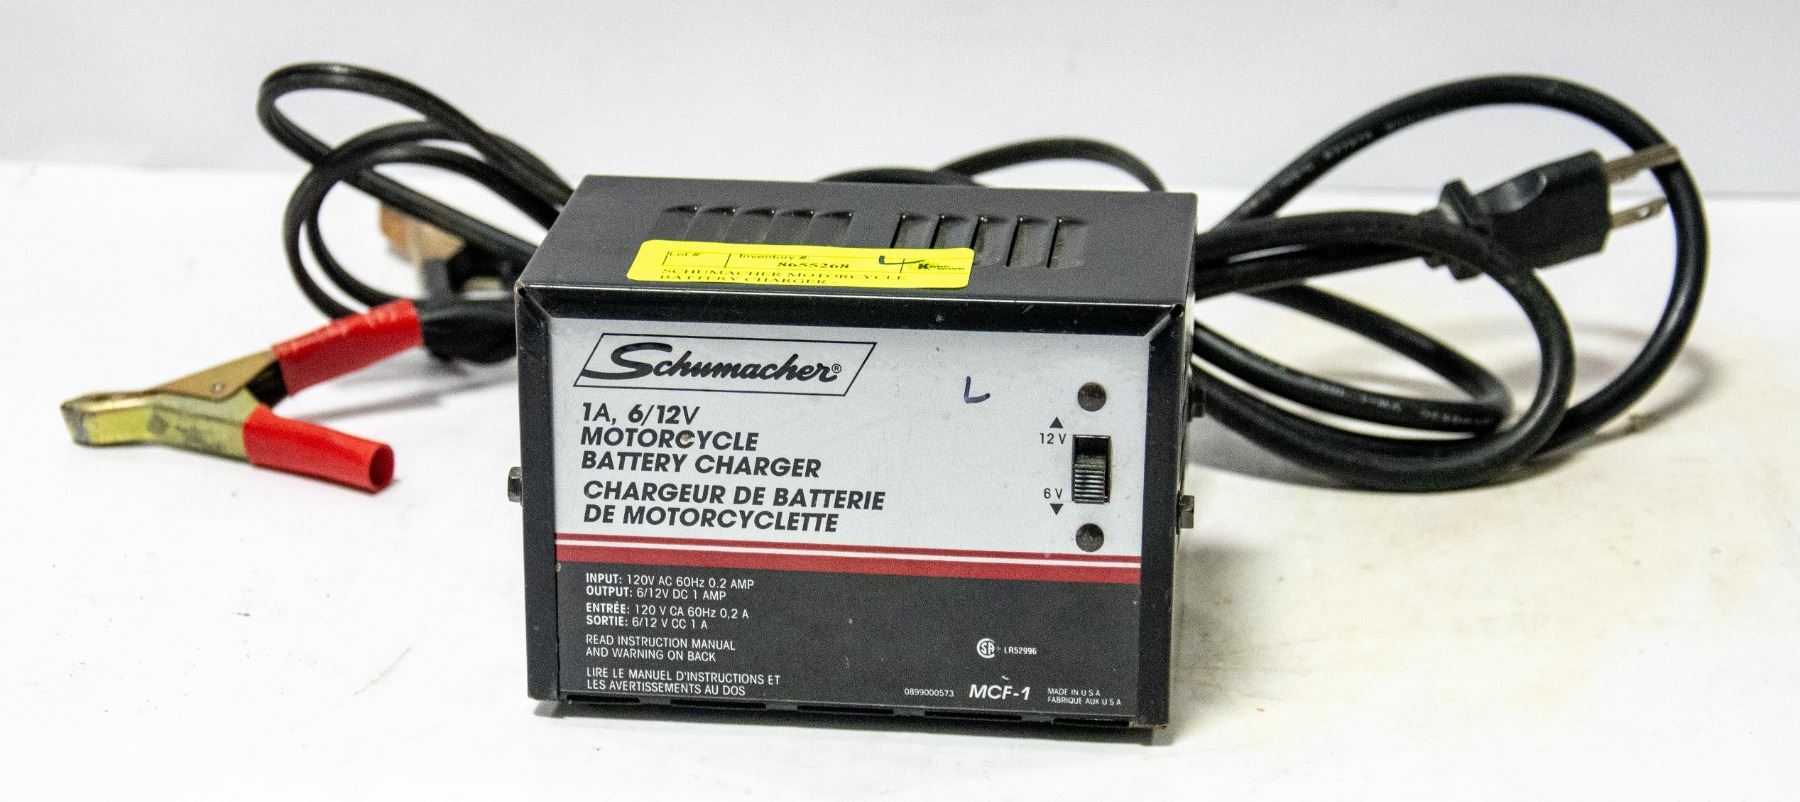 Lot #
Inventory #
8655268
SCHUMACHER MOTORCYCLE
BATTERY CHARGER -
Schumacher®
L
1A, 6/12V
MOTORCYCLE
BATTERY CHARGER
CHARGEUR DE BATTERIE
DE MOTORCYCLETTE
12 V
6 V
INPUT: 120V AC 60Hz 0.2 AMP
OUTPUT: 6/12V DC 1 AMP
ENTRÉE: 120 V CA 60Hz 0,2 A
SORTIE: 6/12 V CC 1 A
READ INSTRUCTION MANUAL
AND WARNING ON BACK
LIRE LE MANUEL D'INSTRUCTIONS ET
LES AVERTISSEMENTS AU DOS
LR52996
0899000573
MCF-1
MADE IN U S A
FABRIQUE AUX U S A